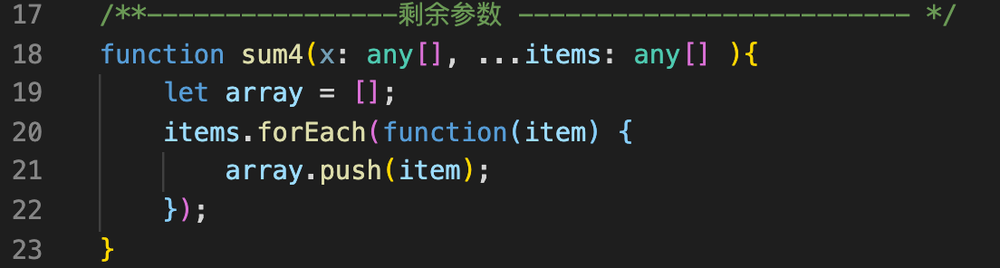 17 /**----------------剩余参数 ------------------------- */
18 function sum4(x: any[], ...items: any[] ){
19 let array = [];
20 items.forEach(function(item) {
21 array.push(item);
22 });
23 }